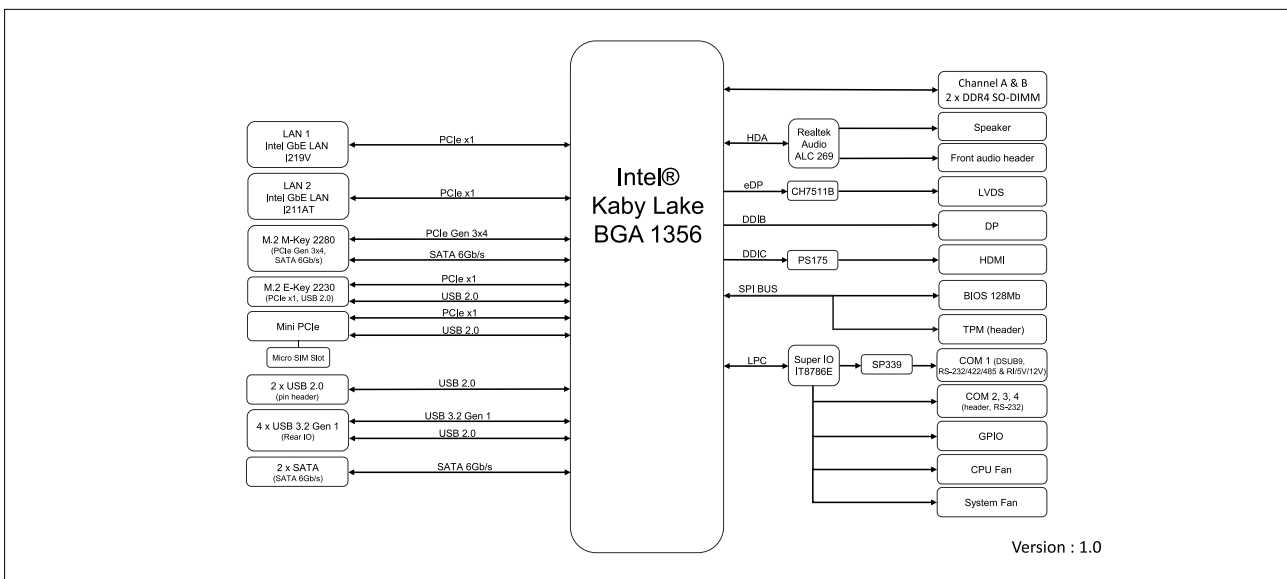 LAN 1
Intel GbE LAN
I219V
PCIe x1
LAN 2
Intel GbE LAN
I211AT
PCIe x1
M.2 M-Key 2280
(PCIe Gen 3x4,
SATA 6Gb/s)
PCIe Gen 3x4
SATA 6Gb/s
M.2 E-Key 2230
(PCIe x1, USB 2.0)
PCIe x1
USB 2.0
Mini PCIe
PCIe x1
USB 2.0
Micro SIM Slot
2 x USB 2.0
(pin header)
USB 2.0
4 x USB 3.2 Gen 1
(Rear IO)
USB 3.2 Gen 1
USB 2.0
2 x SATA
(SATA 6Gb/s)
SATA 6Gb/s
Intel®
Kaby Lake
BGA 1356
Channel A & B
2 x DDR4 SO-DIMM
HDA
Realtek
Audio
ALC 269
Speaker
Front audio header
eDP
CH7511B
LVDS
DDIB
DP
DDIC
PS175
HDMI
SPI BUS
BIOS 128Mb
TPM (header)
LPC
Super IO
IT8786E
SP339
COM 1 (DSUB9,
RS-232/422/485 & RI/5V/12V)
COM 2, 3, 4
(header, RS-232)
GPIO
CPU Fan
System Fan
Version : 1.0